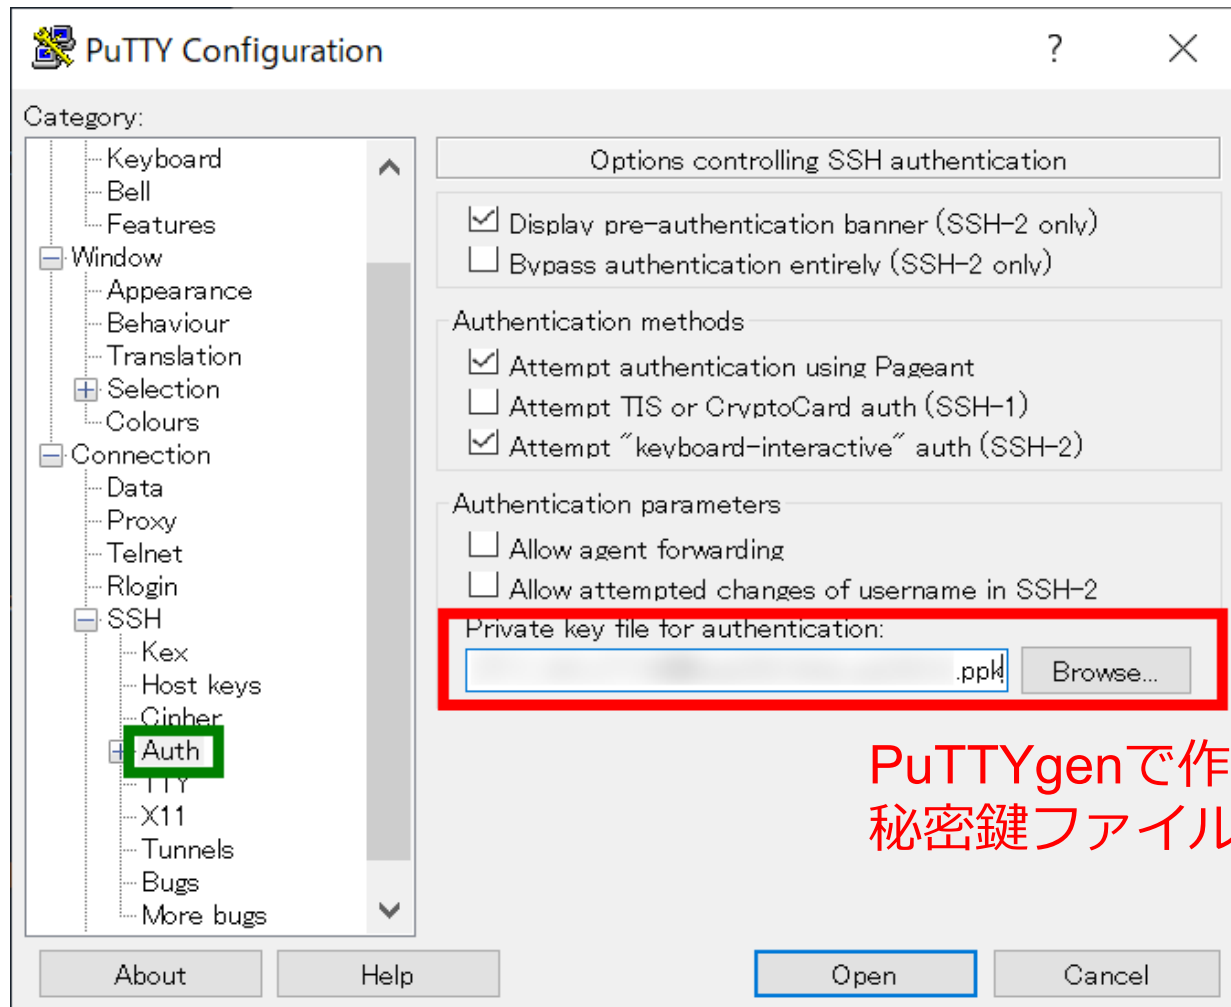 PuTTY Configuration
?
Category:
Keyboard
Bell
Features
Window
Appearance
Behaviour
Translation
Selection
Colours
Connection
Data
Proxy
Telnet
Rlogin
SSH
Kex
Host keys
Cipher
Auth
TTY
X11
Tunnels
Bugs
More bugs
Options controlling SSH authentication
Display pre-authentication banner (SSH-2 only)
Bypass authentication entirely (SSH-2 only)
Authentication methods
Attempt authentication using Pageant
Attempt TIS or CryptoCard auth (SSH-1)
Attempt "keyboard-interactive" auth (SSH-2)
Authentication parameters
Allow agent forwarding
Allow attempted changes of username in SSH-2
Private key file for authentication:
.ppk
Browse...
PuTTYgenで作
秘密鍵ファイル
About
Help
Open
Cancel